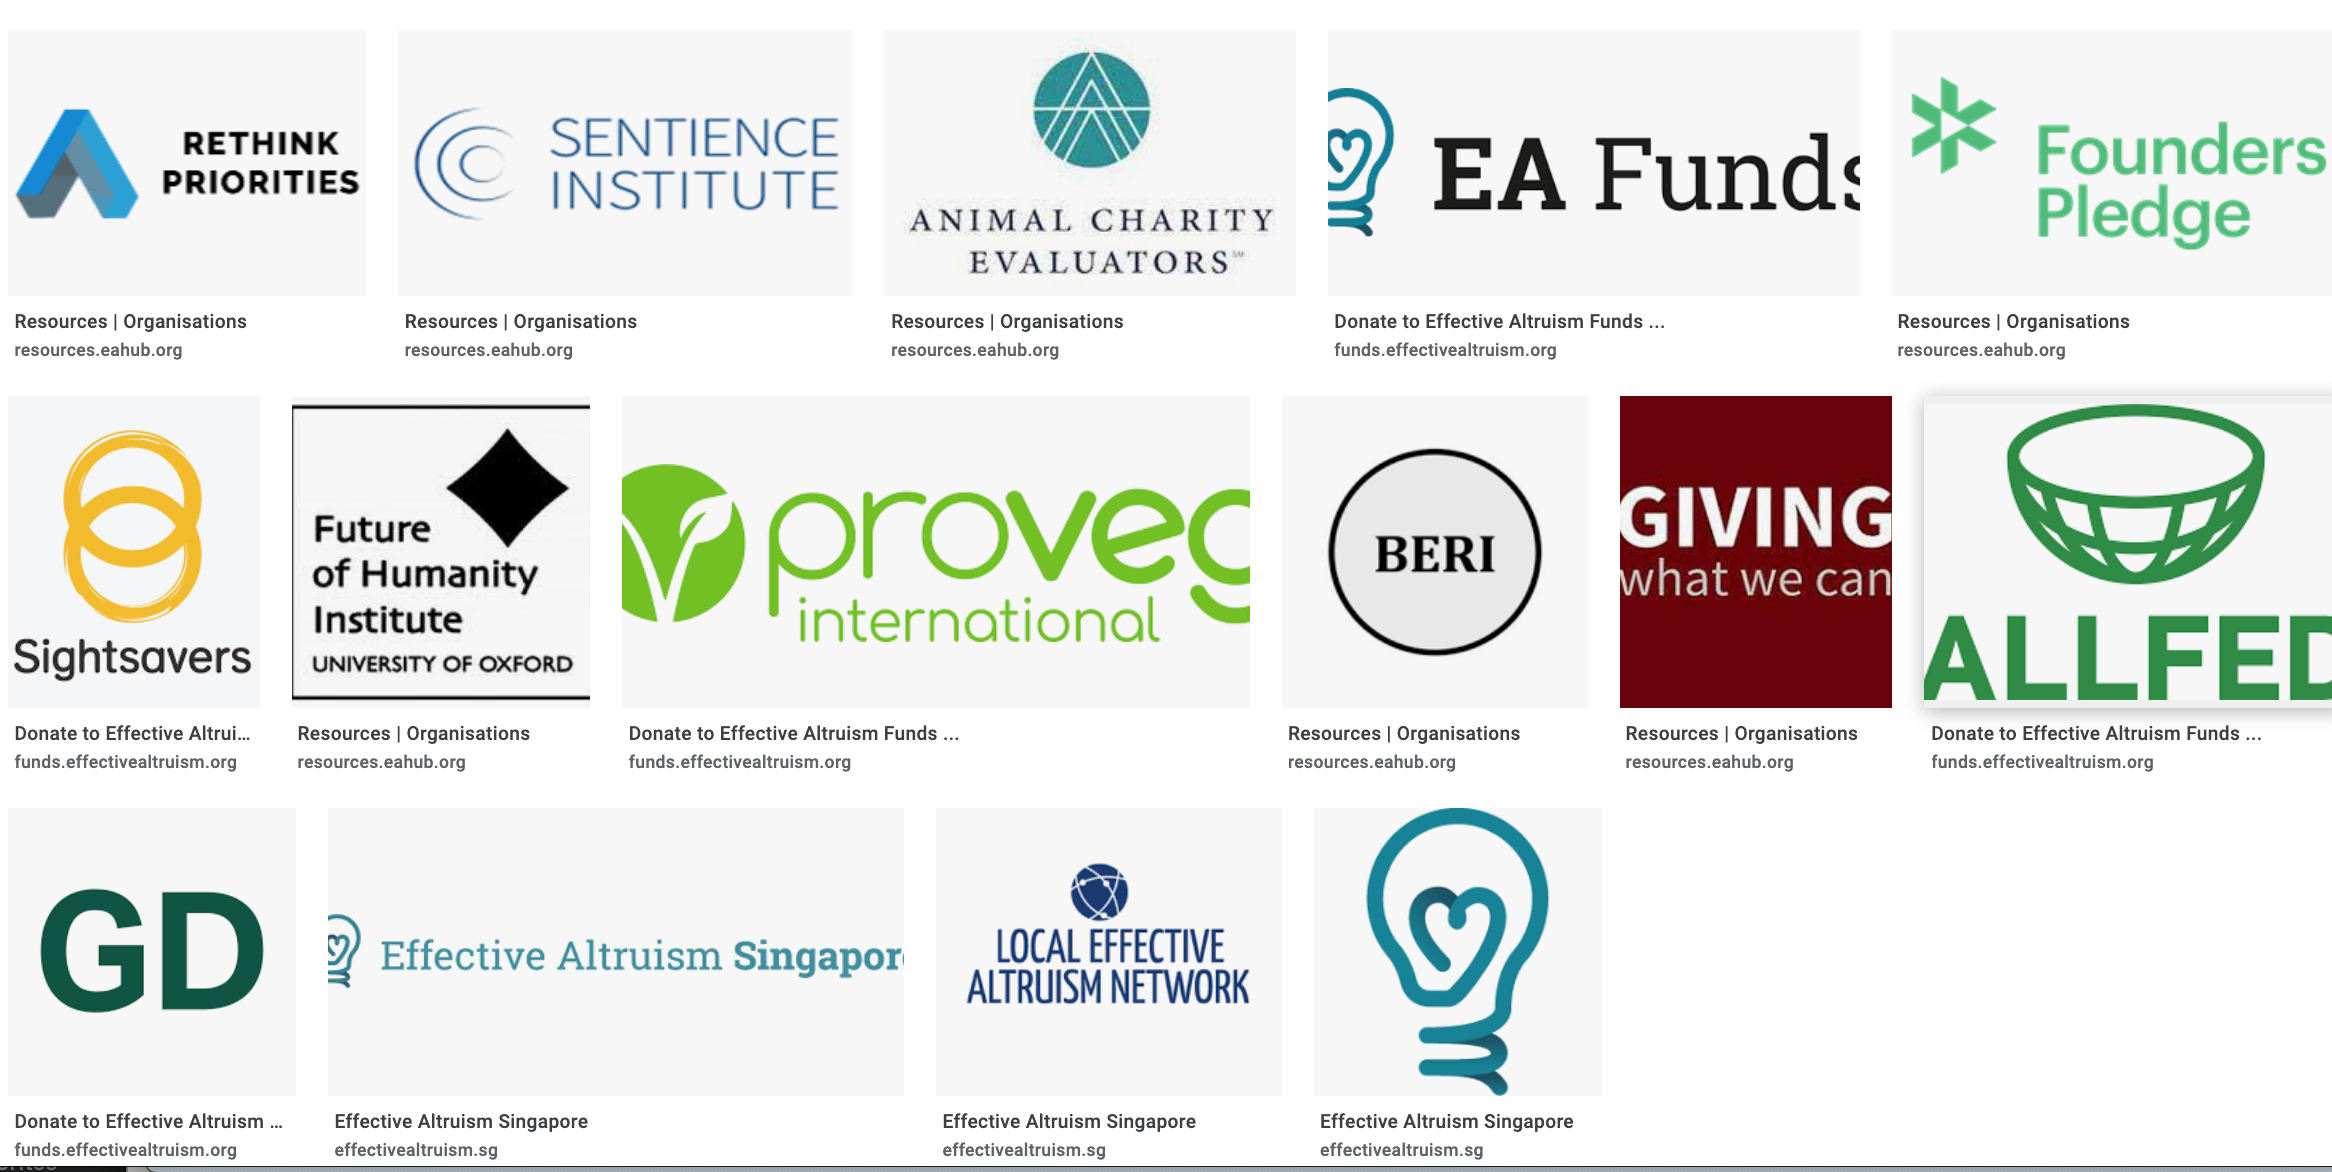 RETHINK
PRIORITIES
SENTIENCE
INSTITUTE
ANIMAL CHARITY
EVALUATORS℠
EA Funds
Founders
Pledge
Resources | Organisations
resources.eahub.org
Resources | Organisations
resources.eahub.org
Resources | Organisations
resources.eahub.org
Donate to Effective Altruism Funds ...
funds.effectivealtruism.org
Resources | Organisations
resources.eahub.org
Sightsavers
Future
of Humanity
Institute
UNIVERSITY OF OXFORD
proveg
international
BERI
GIVING
what we can
ALLFED
Donate to Effective Altrui...
funds.effectivealtruism.org
Resources | Organisations
resources.eahub.org
Donate to Effective Altruism Funds ...
funds.effectivealtruism.org
Resources | Organisations
resources.eahub.org
Resources | Organisations
resources.eahub.org
Donate to Effective Altruism Funds ...
funds.effectivealtruism.org
GD
Effective Altruism Singapor
LOCAL EFFECTIVE
ALTRUISM NETWORK
Donate to Effective Altruism ...
funds.effectivealtruism.org
Effective Altruism Singapore
effectivealtruism.sg
Effective Altruism Singapore
effectivealtruism.sg
Effective Altruism Singapore
effectivealtruism.sg